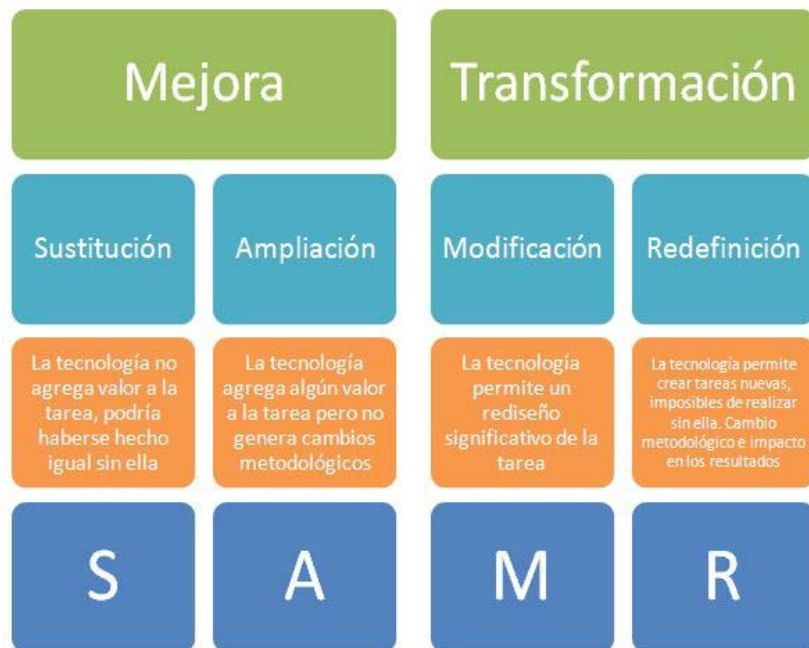 Mejora
Transformación
Sustitución
Ampliación
Modificación
Redefinición
La tecnología no
agrega valor a la
tarea, podría
haberse hecho
igual sin ella
La tecnología
agrega algún valor
a la tarea pero no
genera cambios
metodológicos
La tecnología
permite un
rediseño
significativo de la
tarea
La tecnología permite
crear tareas nuevas,
imposibles de realizar
sin ella. Cambio
metodológico e impacto
en los resultados
S
A
M
R